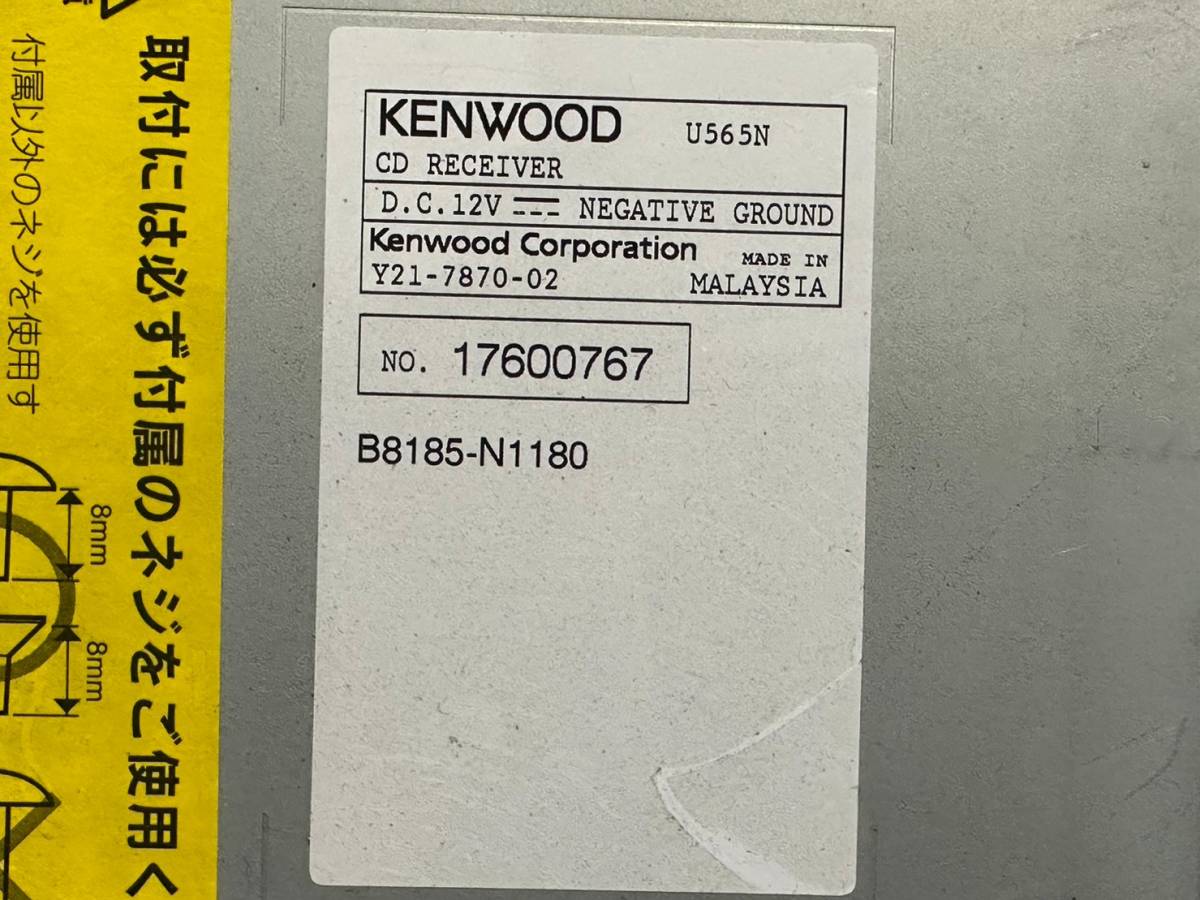 KENWOOD U565N
CD RECEIVER
D.C.12V NEGATIVE GROUND
Kenwood Corporation MADE IN
Y21-7870-02 MALAYSIA
NO. 17600767
B8185-N1180
取付には必ず付属のネジをご使用く
付属以外のネジを使用す
8mm
8mm